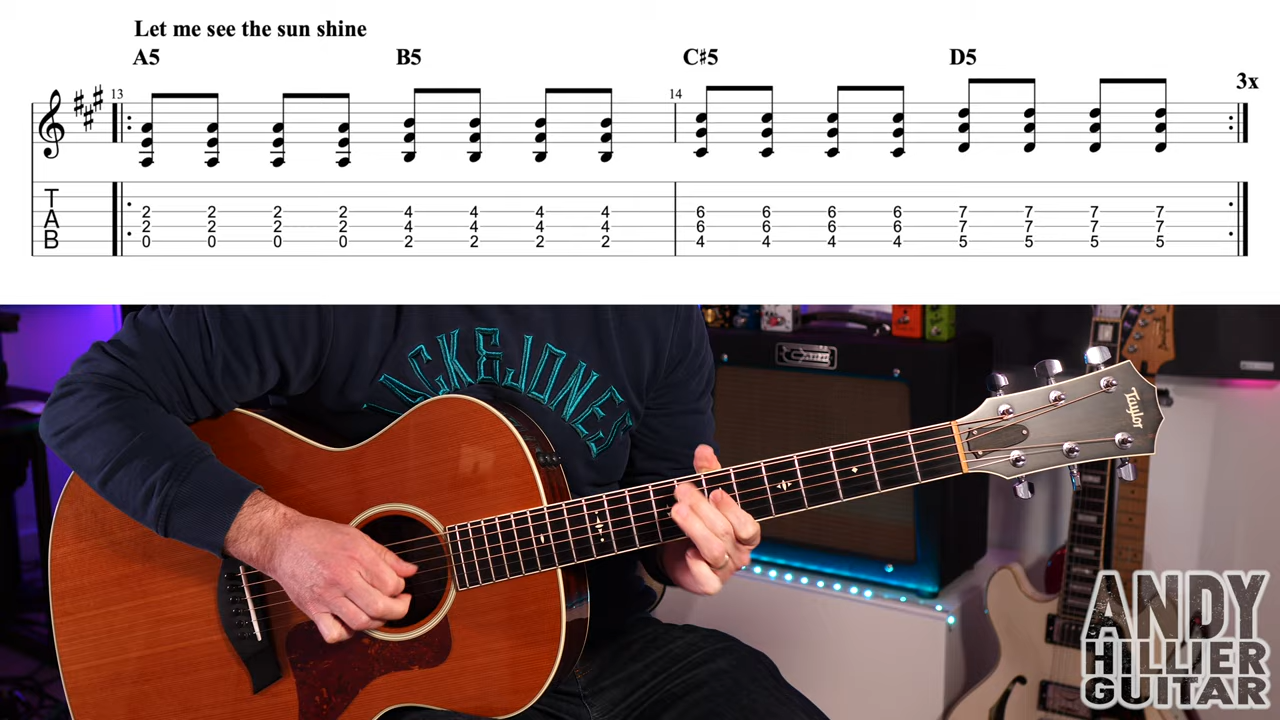 Let me see the sun shine
A5 B5 C♯5 D5
3x
13 14
T
A
B
2 2 2 2 4 4 4 4 6 6 6 6 7 7 7 7
2 2 2 2 4 4 4 4 6 6 6 6 7 7 7 7
0 0 0 0 2 2 2 2 4 4 4 4 5 5 5 5
JACK&JONES
Taylor
ANDY
HILLIER
GUITAR